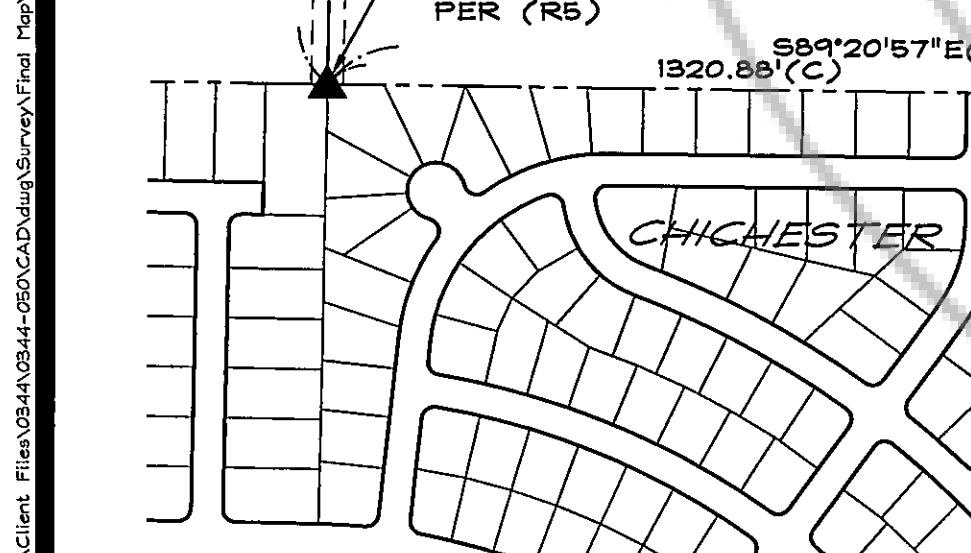 PER (R5)
S89°20'57"E(
1320.88'(C)
CHICHESTER
\Client Files\0344\0344-050\CAD\dwg\Survey\Final Map\